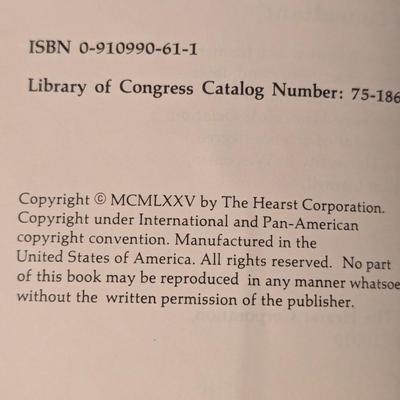 ISBN 0-910990-61-1
Library of Congress Catalog Number: 75-186
Copyright © MCMLXXV by The Hearst Corporation.
Copyright under International and Pan-American
copyright convention. Manufactured in the
United States of America. All rights reserved. No part
of this book may be reproduced in any manner whatsoe
without the written permission of the publisher.